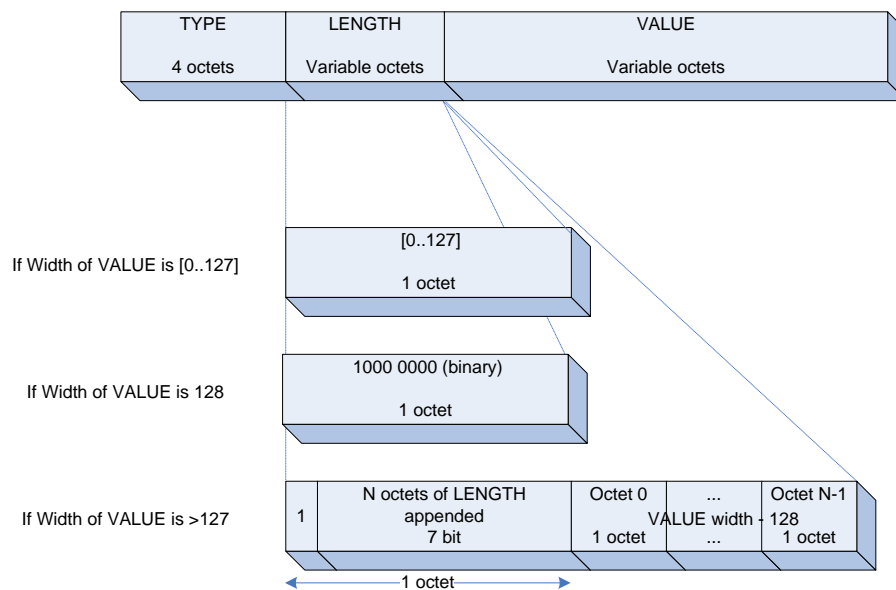 TYPE
4 octets
LENGTH
Variable octets
VALUE
Variable octets
If Width of VALUE is [0..127]
[0..127]
1 octet
If Width of VALUE is 128
1000 0000 (binary)
1 octet
If Width of VALUE is >127
1
N octets of LENGTH
appended
7 bit
Octet 0
...
Octet N-1
VALUE width - 128
1 octet
...
1 octet
1 octet